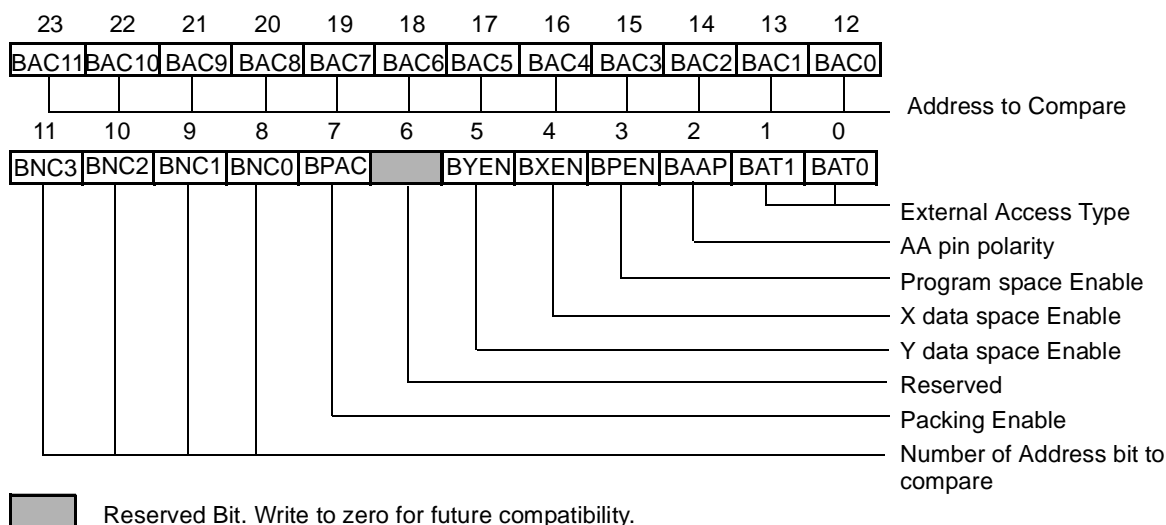 23 22 21 20 19 18 17 16 15 14 13 12
BAC11 BAC10 BAC9 BAC8 BAC7 BAC6 BAC5 BAC4 BAC3 BAC2 BAC1 BAC0
Address to Compare
11 10 9 8 7 6 5 4 3 2 1 0
BNC3 BNC2 BNC1 BNC0 BPAC BYEN BXEN BPEN BAAP BAT1 BAT0
External Access Type
AA pin polarity
Program space Enable
X data space Enable
Y data space Enable
Reserved
Packing Enable
Number of Address bit to
compare
Reserved Bit. Write to zero for future compatibility.